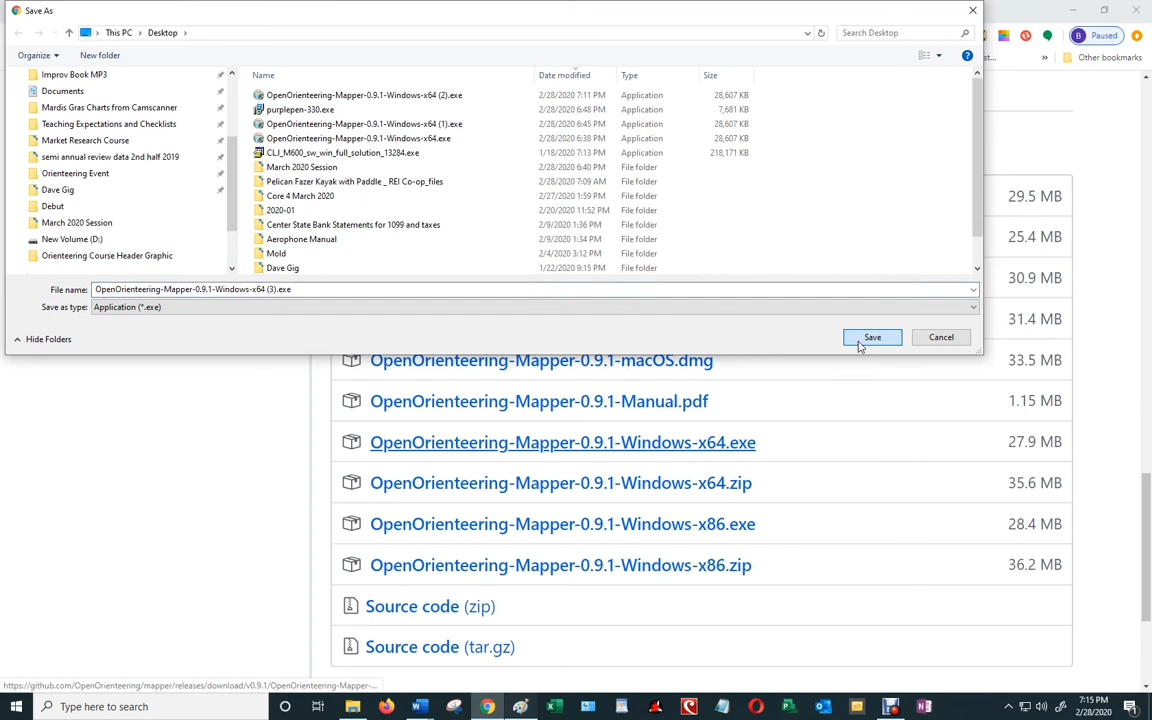 Save As
This PC > Desktop >
Search Desktop
B Paused
Organize New folder
st... » Other bookmarks
Name Date modified Type Size
Improv Book MP3
Documents
Mardis Gras Charts from Camscanner
Teaching Expectations and Checklists
Market Research Course
semi annual review data 2nd half 2019
Orienteering Event
Dave Gig
Debut
March 2020 Session
New Volume (D:)
Orienteering Course Header Graphic
OpenOrienteering-Mapper-0.9.1-Windows-x64 (2).exe 2/28/2020 7:11 PM Application 28,607 KB
purplepen-330.exe 2/28/2020 6:48 PM Application 7,681 KB
OpenOrienteering-Mapper-0.9.1-Windows-x64 (1).exe 2/28/2020 6:45 PM Application 28,607 KB
OpenOrienteering-Mapper-0.9.1-Windows-x64.exe 2/28/2020 6:38 PM Application 28,607 KB
CLJ_M600_sw_win_full_solution_13284.exe 1/18/2020 7:13 PM Application 218,171 KB
March 2020 Session 2/28/2020 6:40 PM File folder
Pelican Fazer Kayak with Paddle _ REI Co-op_files 2/28/2020 7:09 AM File folder
Core 4 March 2020 2/27/2020 1:59 PM File folder
2020-01 2/20/2020 11:52 PM File folder
Center State Bank Statements for 1099 and taxes 2/9/2020 1:36 PM File folder
Aerophone Manual 2/9/2020 1:34 PM File folder
Mold 2/4/2020 3:12 PM File folder
Dave Gig 1/22/2020 9:15 PM File folder
File name: OpenOrienteering-Mapper-0.9.1-Windows-x64 (3).exe
Save as type: Application (*.exe)
Hide Folders
Save Cancel
29.5 MB
25.4 MB
30.9 MB
31.4 MB
OpenOrienteering-Mapper-0.9.1-macOS.dmg 33.5 MB
OpenOrienteering-Mapper-0.9.1-Manual.pdf 1.15 MB
OpenOrienteering-Mapper-0.9.1-Windows-x64.exe 27.9 MB
OpenOrienteering-Mapper-0.9.1-Windows-x64.zip 35.6 MB
OpenOrienteering-Mapper-0.9.1-Windows-x86.exe 28.4 MB
OpenOrienteering-Mapper-0.9.1-Windows-x86.zip 36.2 MB
Source code (zip)
Source code (tar.gz)
https://github.com/OpenOrienteering/mapper/releases/download/v0.9.1/OpenOrienteering-Mapper-...
Type here to search
7:15 PM
2/28/2020